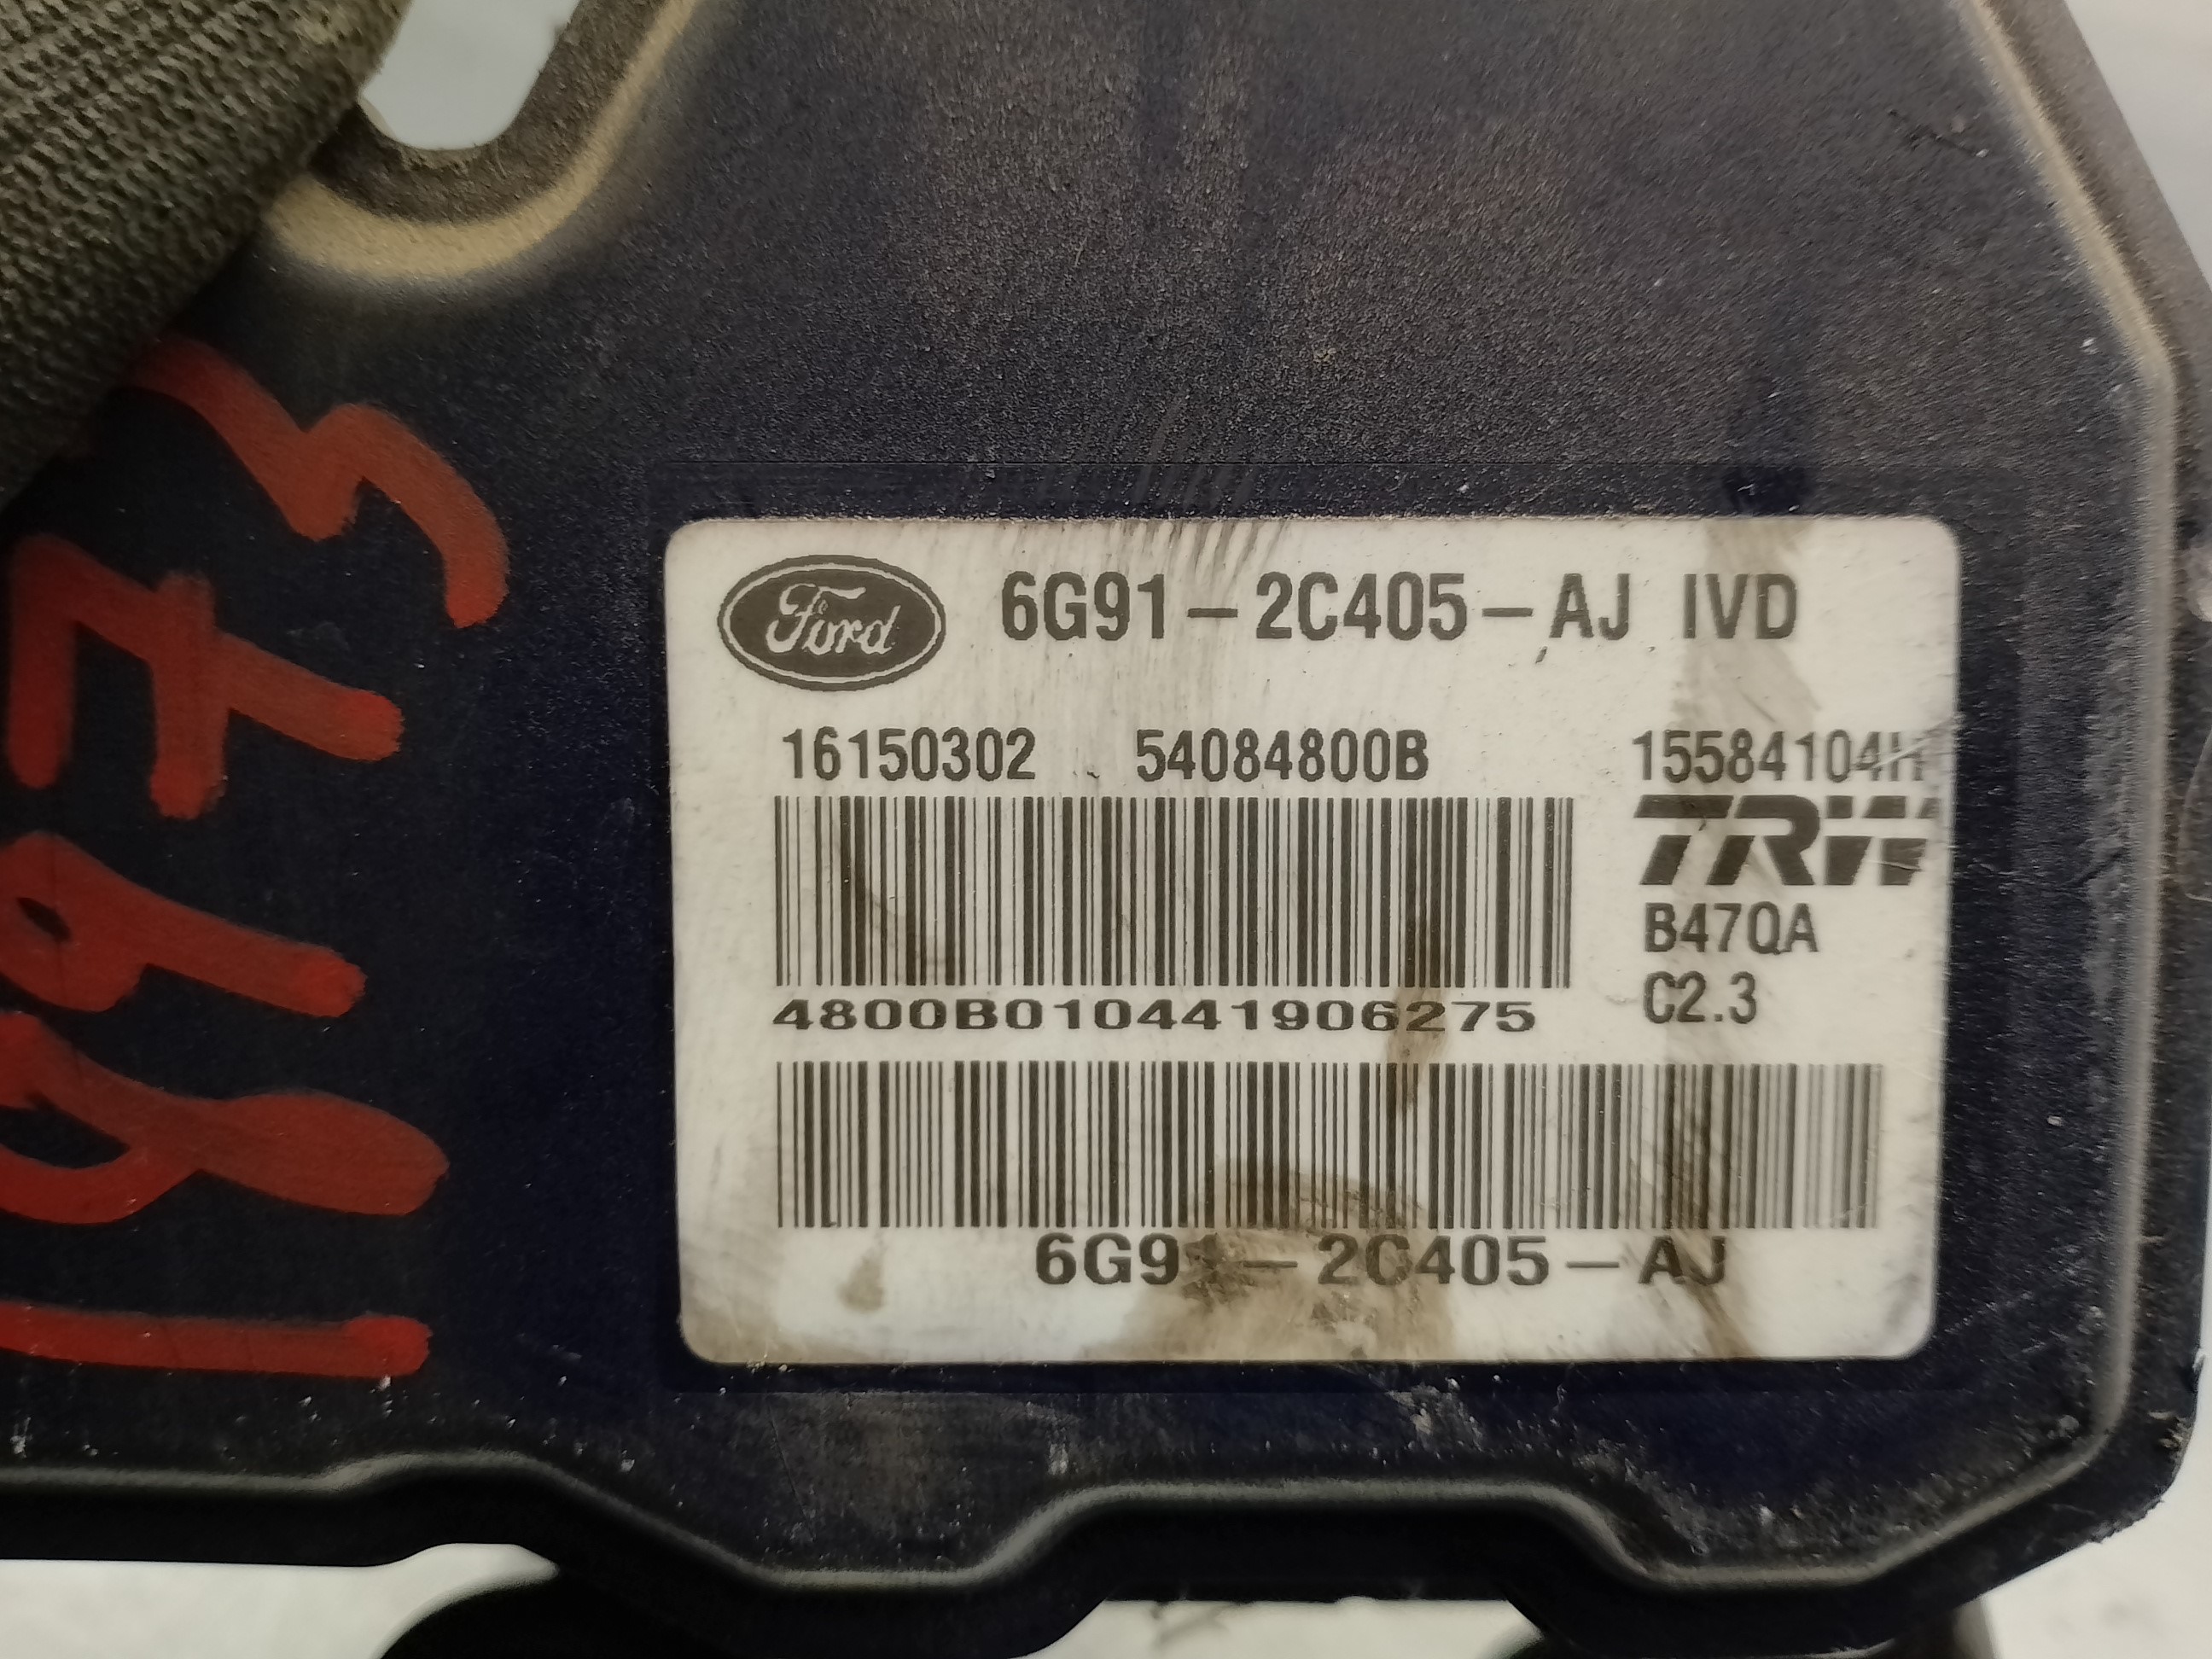 Ford 6G91-2C405-AJ IVD
16150302 54084800B 15584104H
TRW
B47QA
C2.3
4800B010441906275
6G91-2C405-AJ